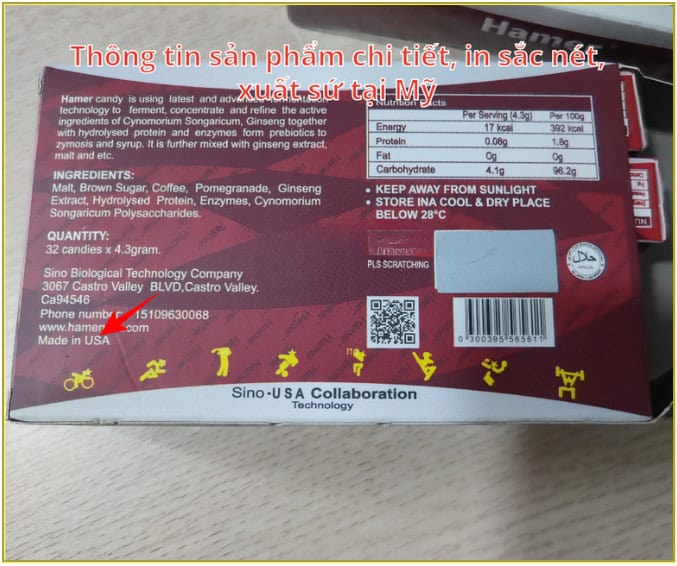 Hamer
Thông tin sản phẩm chi tiết, in sắc nét,
xuất sứ tại Mỹ
Hamer candy is using latest and advanced fermentation
technology to ferment, concentrate and refine the active
ingredients of Cynomorium Songaricum, Ginseng together
with hydrolysed protein and enzymes form prebiotics to
zymosis and syrup. It is further mixed with ginseng extract,
malt and etc.
INGREDIENTS:
Malt, Brown Sugar, Coffee, Pomegranade, Ginseng
Extract, Hydrolysed Protein, Enzymes, Cynomorium
Songaricum Polysaccharides.
QUANTITY:
32 candies x 4.3gram.
Sino Biological Technology Company
3067 Castro Valley BLVD,Castro Valley.
Ca94546
Phone number: 15109630068
www.hamer .com
Made in USA
Nutrition Facts
Per Serving (4.3g) Per 100g
Energy 17 kcal 392 kcal
Protein 0.08g 1.8g
Fat 0g 0g
Carbohydrate 4.1g 96.2g
• KEEP AWAY FROM SUNLIGHT
• STORE INA COOL & DRY PLACE
BELOW 28°C
PLS SCRATCHING
حلال
HALAL
0 300395 565611
Sino-USA Collaboration
Technology